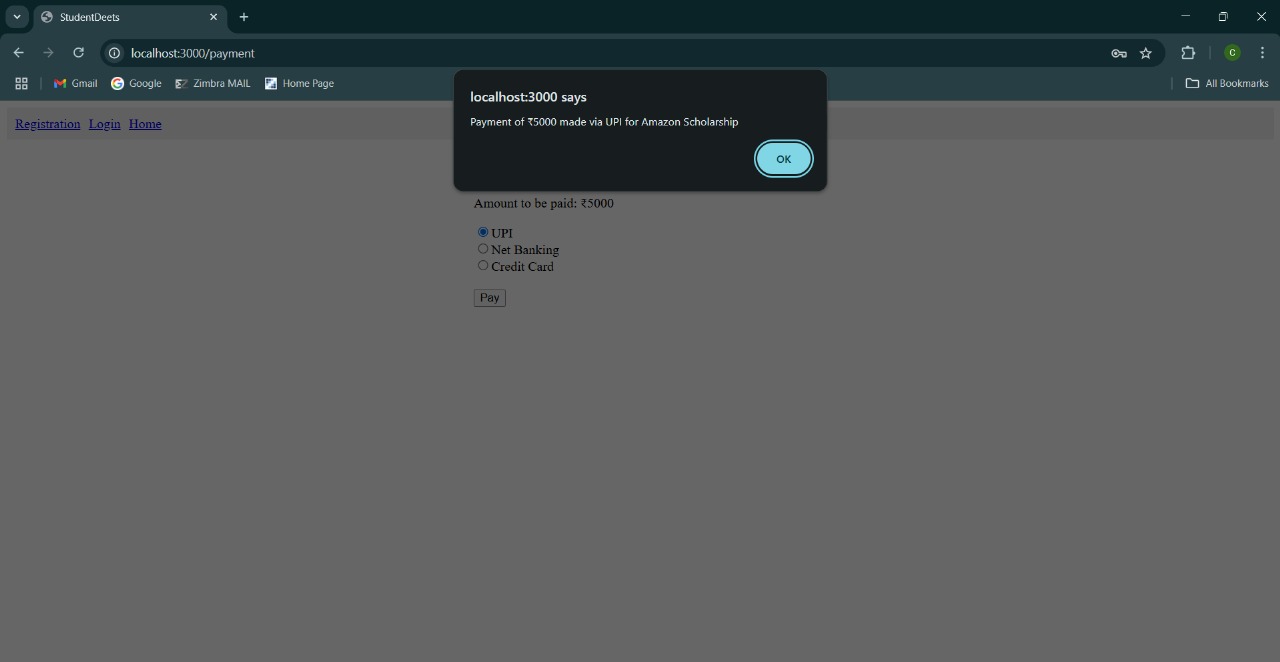 StudentDeets
localhost:3000/payment
C
Gmail Google Zimbra MAIL Home Page All Bookmarks
localhost:3000 says
Payment of ₹5000 made via UPI for Amazon Scholarship
OK
Registration Login Home
Amount to be paid: ₹5000
UPI
Net Banking
Credit Card
Pay